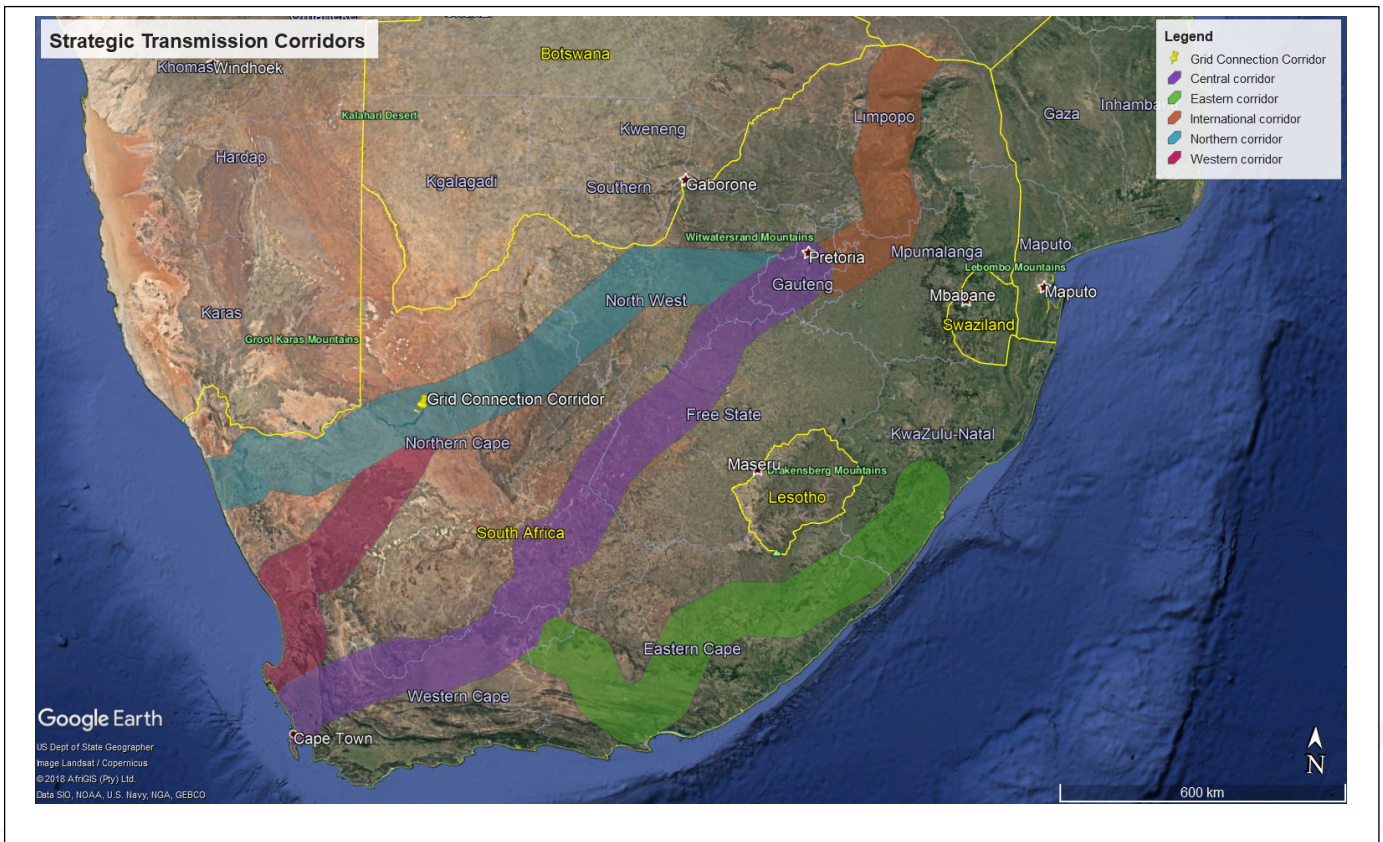 Strategic Transmission Corridors
Legend
Grid Connection Corridor
Central corridor
Eastern corridor
International corridor
Northern corridor
Western corridor
Botswana
Khomas
Windhoek
Kalahari Desert
Limpopo
Gaza
Kweneng
Hardap
Kgalagadi
Southern
Gaborone
Witwatersrand Mountains
Pretoria
Mpumalanga
Maputo
Lebombo Mountains
Gauteng
Mbabane
Maputo
North West
Karas
Swaziland
Groot Karas Mountains
Grid Connection Corridor
Free State
Northern Cape
KwaZulu-Natal
Maseru
Drakensberg Mountains
Lesotho
South Africa
Eastern Cape
Western Cape
Google Earth
Cape Town
US Dept of State Geographer
Image Landsat / Copernicus
© 2018 AfriGIS (Pty) Ltd.
Data SIO, NOAA, U.S. Navy, NGA, GEBCO
N
600 km